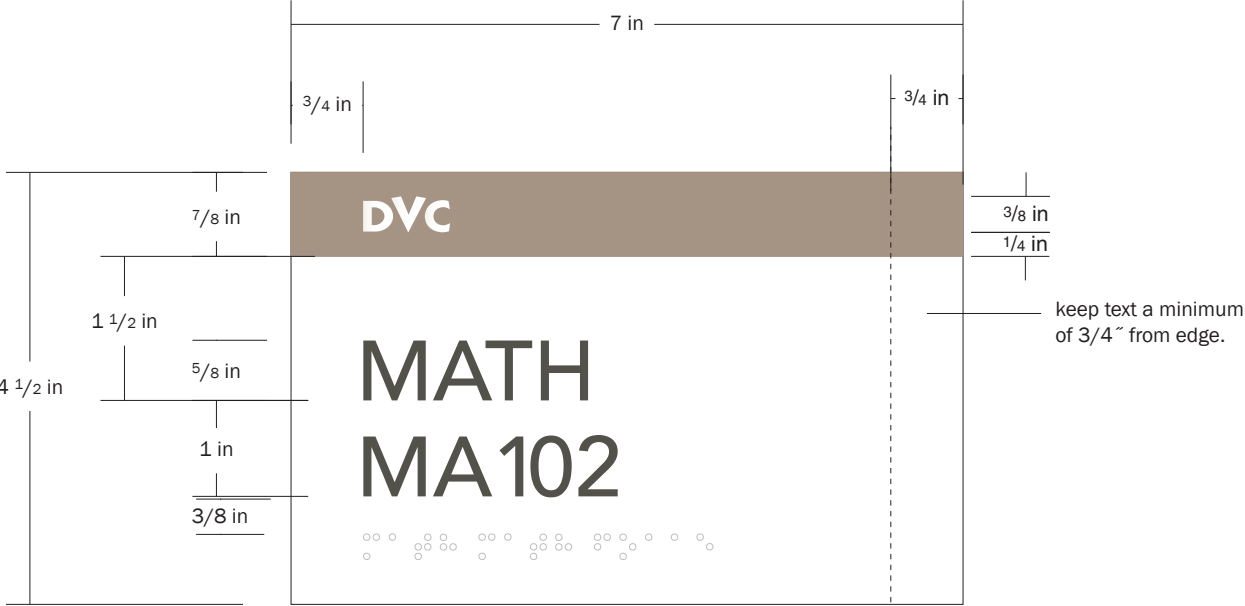 7 in
3/4 in
3/4 in
7/8 in
DVC
3/8 in
1/4 in
keep text a minimum
of 3/4˝ from edge.
1 1/2 in
5/8 in
MATH
4 1/2 in
1 in
MA102
3/8 in